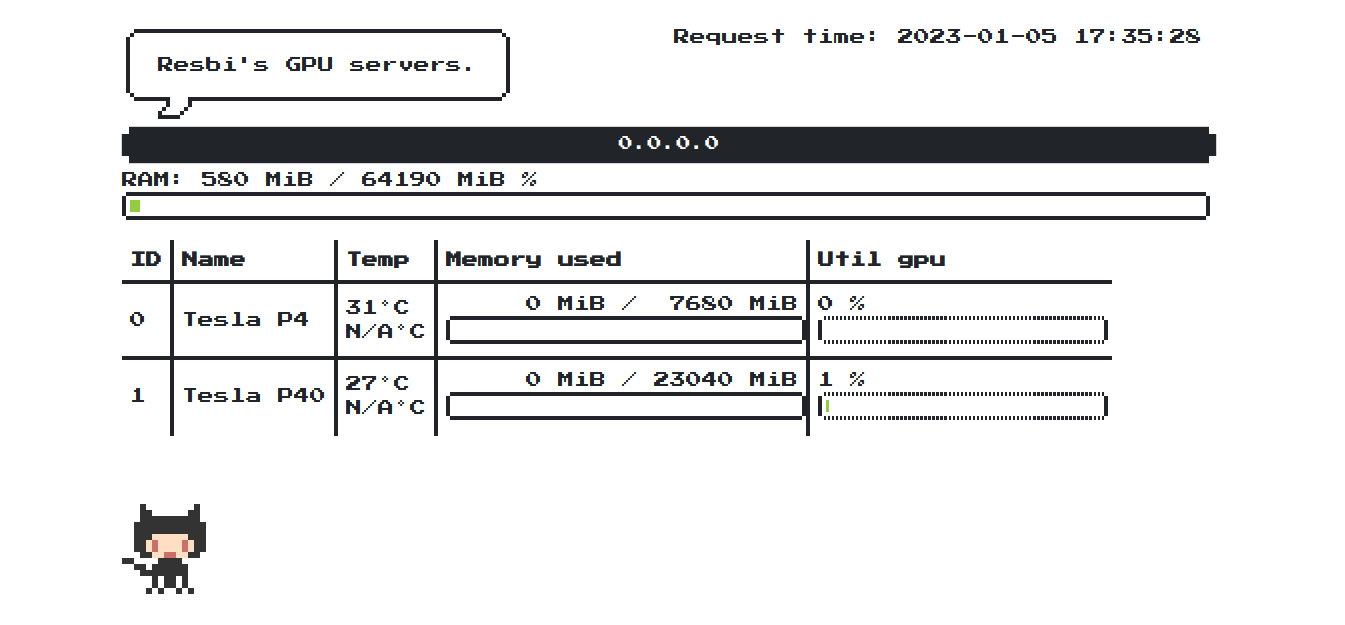 Resbi's GPU servers.
Request time: 2023-01-05 17:35:28
0.0.0.0
RAM: 580 MiB / 64190 MiB %
ID Name Temp Memory used Util gpu
0 Tesla P4 31°C N/A°C 0 MiB / 7680 MiB 0 %
1 Tesla P40 27°C N/A°C 0 MiB / 23040 MiB 1 %